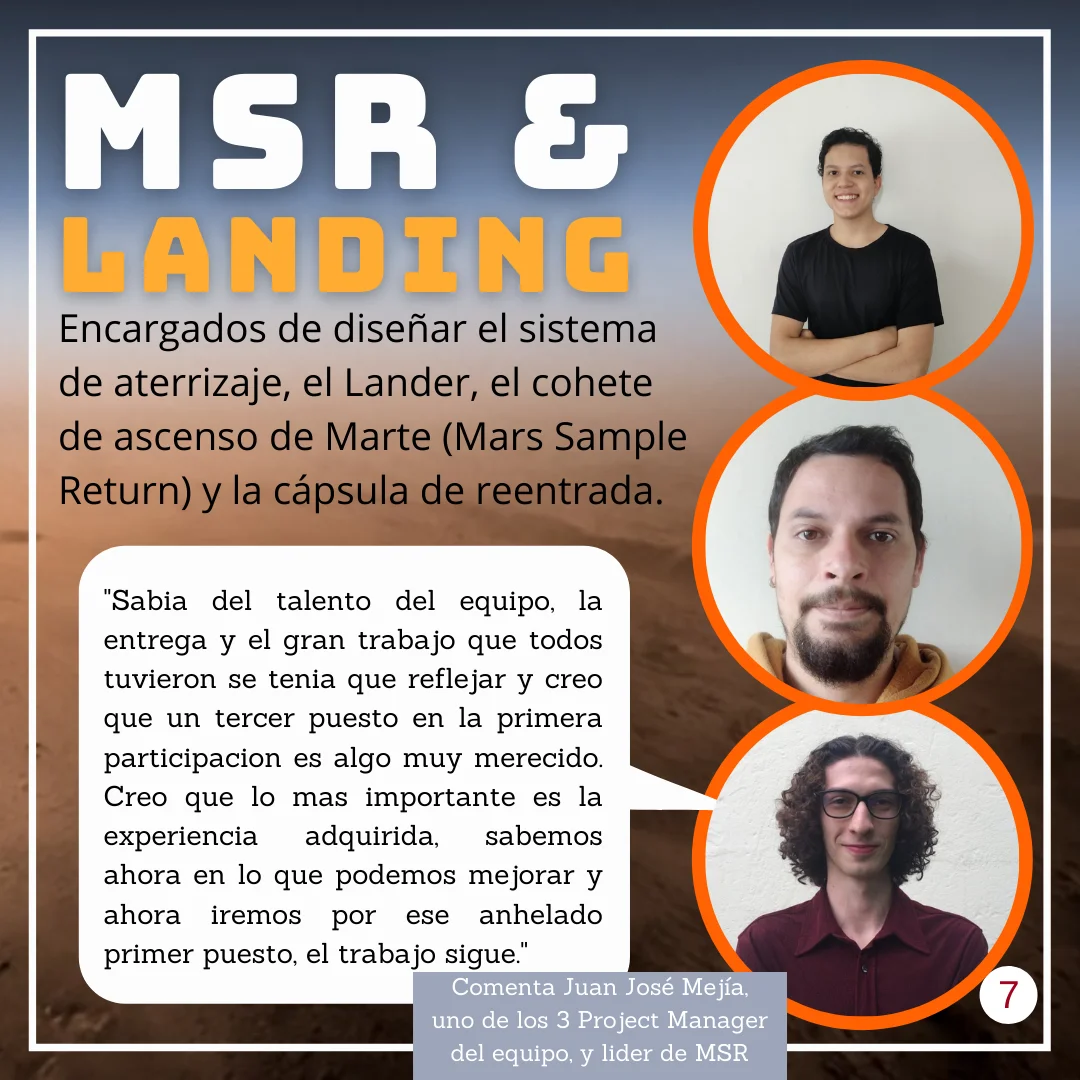 MSR &
LANDING
Encargados de diseñar el sistema
de aterrizaje, el Lander, el cohete
de ascenso de Marte (Mars Sample
Return) y la cápsula de reentrada.
"Sabia del talento del equipo, la
entrega y el gran trabajo que todos
tuvieron se tenia que reflejar y creo
que un tercer puesto en la primera
participacion es algo muy merecido.
Creo que lo mas importante es la
experiencia adquirida, sabemos
ahora en lo que podemos mejorar y
ahora iremos por ese anhelado
primer puesto, el trabajo sigue."
Comenta Juan José Mejía,
uno de los 3 Project Manager
del equipo, y lider de MSR
7